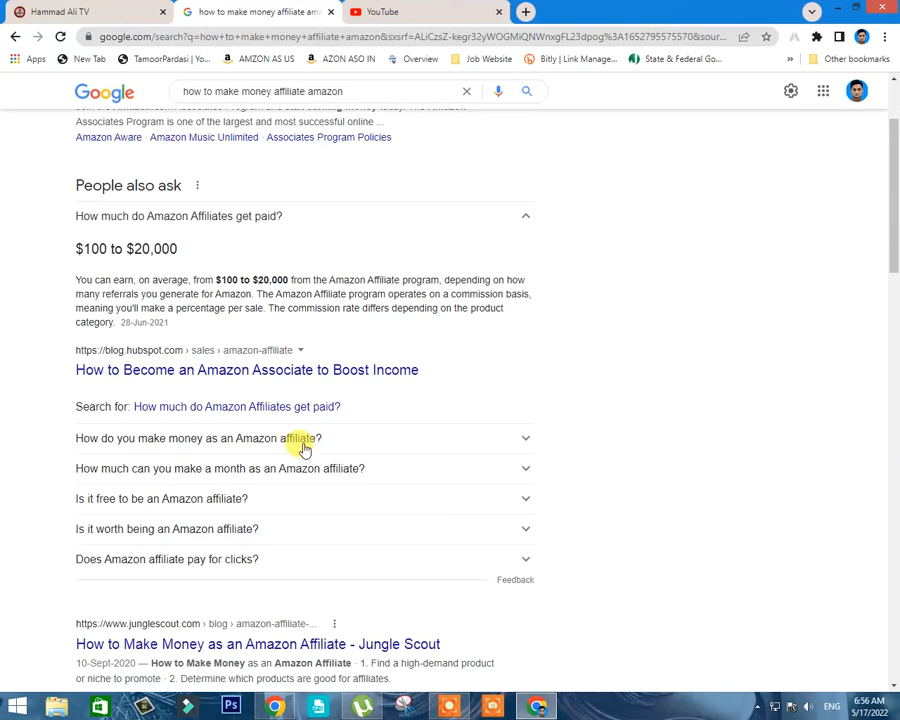 Hammad Ali TV
how to make money affiliate ama
YouTube
google.com/search?q=how+to+make+money+affiliate+amazon&sxsrf=ALiCzsZ-kegr32yWOGMiQNWnxgFL23dpog%3A1652795575570&sour...
Apps
New Tab
TamoorPardasi | Yo...
AMZON AS US
AZON ASO IN
Overview
Job Website
Bitly | Link Manage...
State & Federal Go...
»
Other bookmarks
Google
how to make money affiliate amazon
Associates Program is one of the largest and most successful online ...
Amazon Aware · Amazon Music Unlimited · Associates Program Policies
People also ask
How much do Amazon Affiliates get paid?
$100 to $20,000
You can earn, on average, from $100 to $20,000 from the Amazon Affiliate program, depending on how
many referrals you generate for Amazon. The Amazon Affiliate program operates on a commission basis,
meaning you'll make a percentage per sale. The commission rate differs depending on the product
category. 28-Jun-2021
https://blog.hubspot.com › sales › amazon-affiliate
How to Become an Amazon Associate to Boost Income
Search for: How much do Amazon Affiliates get paid?
How do you make money as an Amazon affiliate?
How much can you make a month as an Amazon affiliate?
Is it free to be an Amazon affiliate?
Is it worth being an Amazon affiliate?
Does Amazon affiliate pay for clicks?
Feedback
https://www.junglescout.com › blog › amazon-affiliate-...
How to Make Money as an Amazon Affiliate - Jungle Scout
10-Sept-2020 — How to Make Money as an Amazon Affiliate · 1. Find a high-demand product
or niche to promote · 2. Determine which products are good for affiliates.
Ps
ENG
6:56 AM
5/17/2022